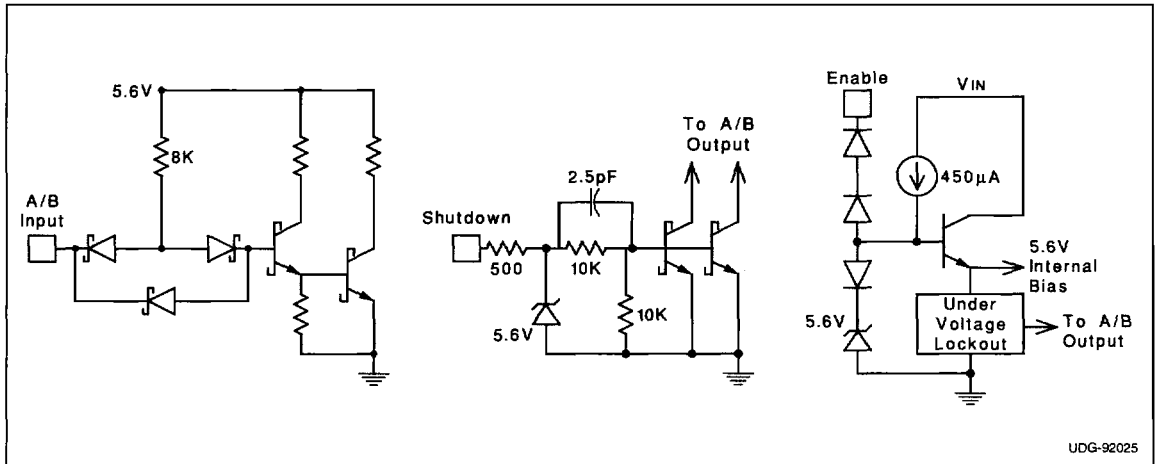 5.6V
8K
A/B
Input
Shutdown
500
2.5pF
10K
10K
5.6V
To A/B
Output
Enable
VIN
450µA
5.6V
Internal
Bias
5.6V
Under
Voltage
Lockout
To A/B
Output
UDG-92025